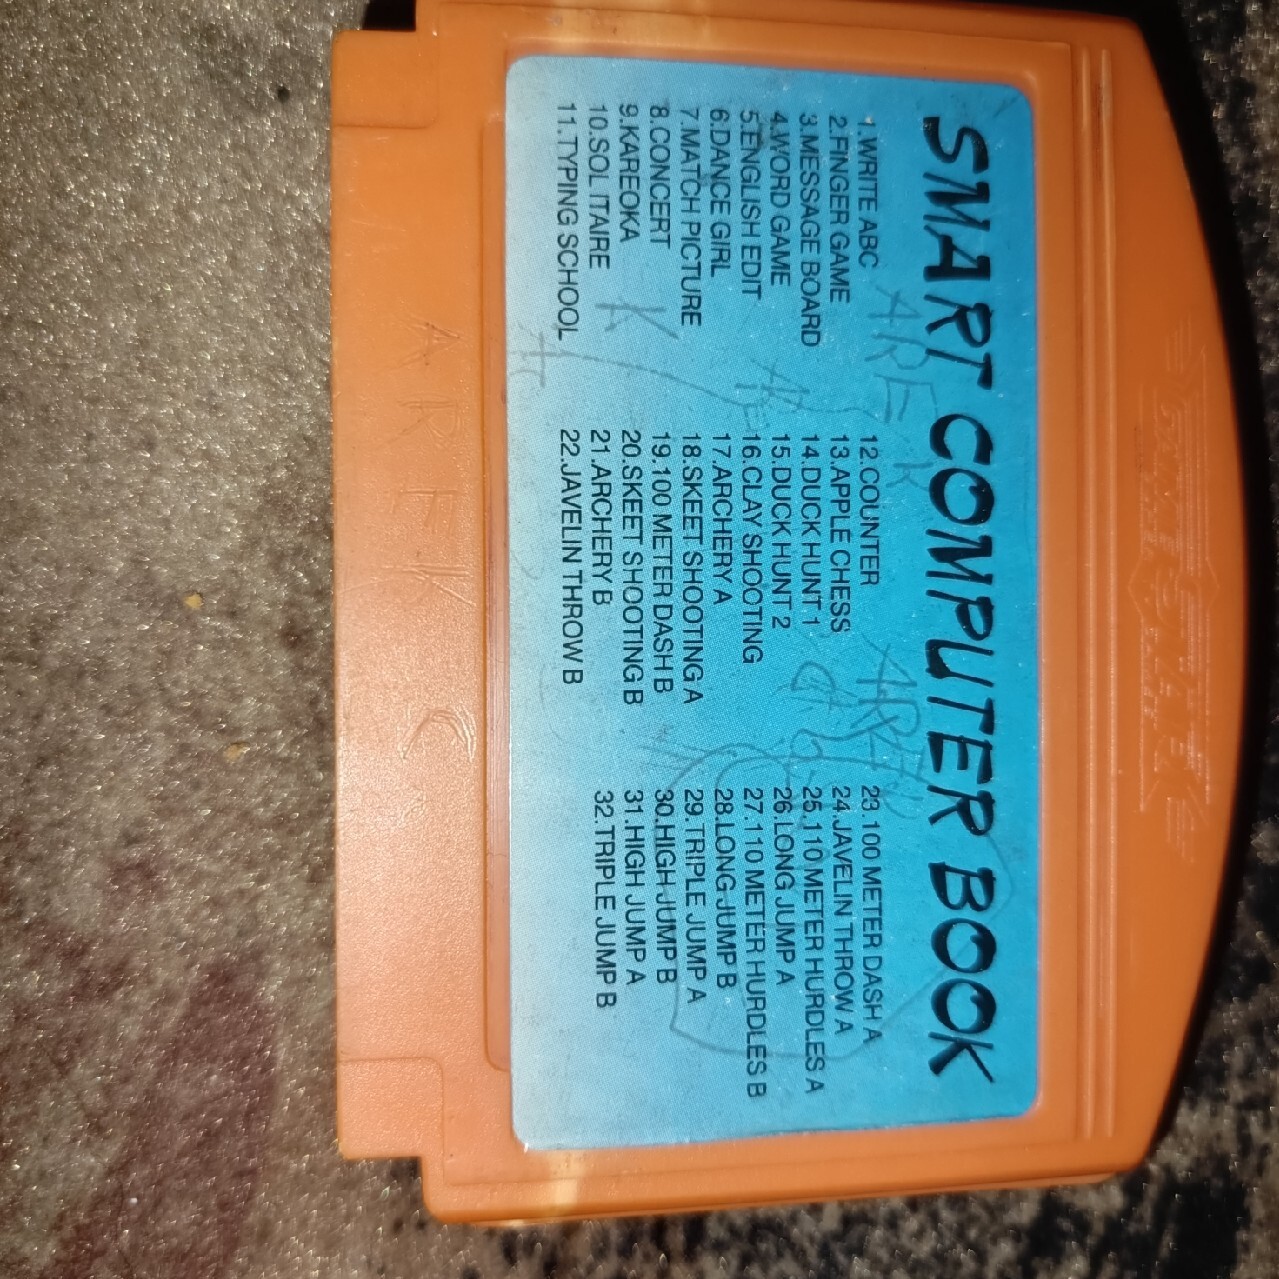 SMART COMPUTER BOOK
1.WRITE ABC
2.FINGER GAME
3.MESSAGE BOARD
4.WORD GAME
5.ENGLISH EDIT
6.DANCE GIRL
7.MATCH PICTURE
8.CONCERT
9.KAREOKA
10.SOLITAIRE
11.TYPING SCHOOL
12.COUNTER
13.APPLE CHESS
14.DUCK HUNT 1
15.DUCK HUNT 2
16.CLAY SHOOTING
17.ARCHERY A
18.SKEET SHOOTING A
19.100 METER DASH B
20.SKEET SHOOTING B
21.ARCHERY B
22.JAVELIN THROW B
23.100 METER DASH A
24.JAVELIN THROW A
25.110 METER HURDLES A
26.LONG JUMP A
27.110 METER HURDLES B
28.LONG JUMP B
29.TRIPLE JUMP A
30.HIGH JUMP B
31.HIGH JUMP A
32.TRIPLE JUMP B